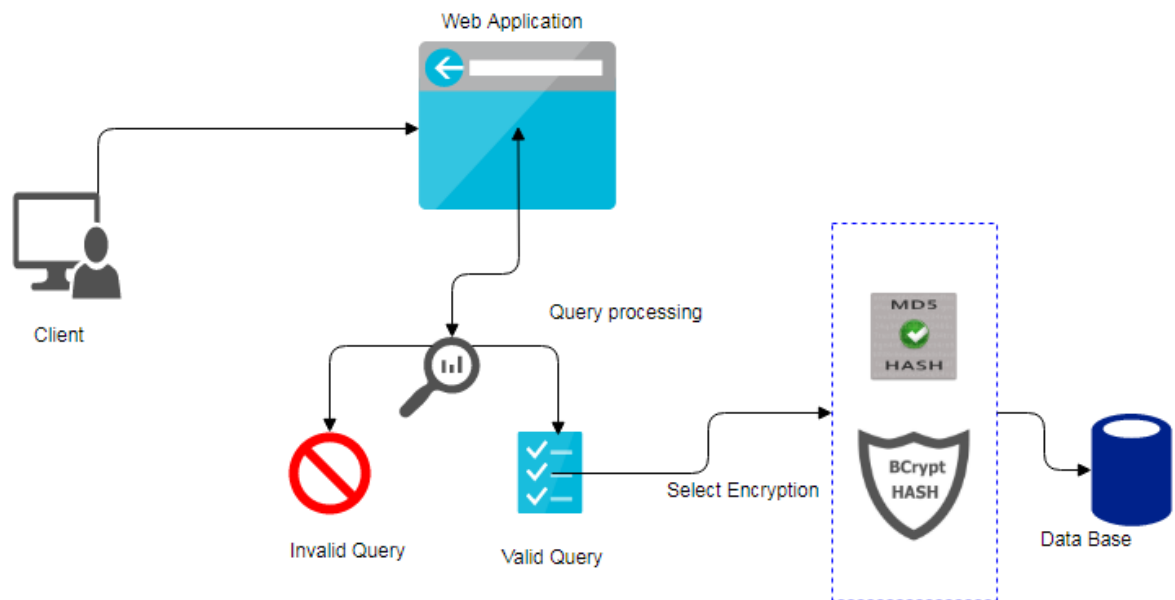 Web Application
Client
Query processing
MD5
HASH
BCrypt
HASH
Select Encryption
Invalid Query
Valid Query
Data Base